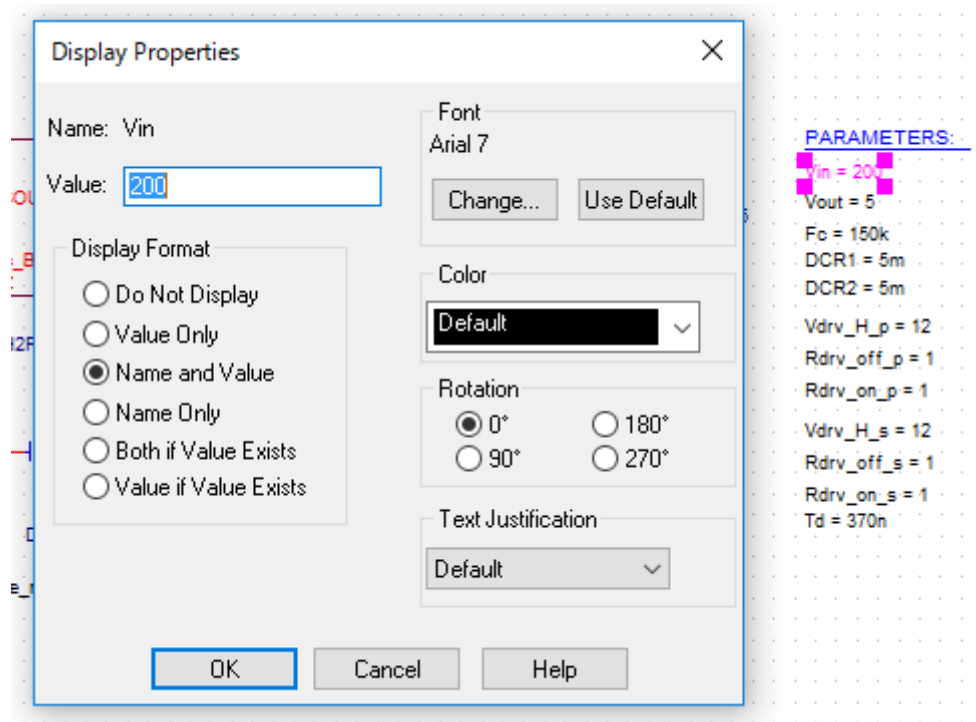 Display Properties
Name: Vin
Value: 200
Display Format
Do Not Display
Value Only
Name and Value
Name Only
Both if Value Exists
Value if Value Exists
Font
Arial 7
Change...
Use Default
Color
Default
Rotation
0°
180°
90°
270°
Text Justification
Default
OK
Cancel
Help
PARAMETERS:
Vin = 200
Vout = 5
Fc = 150k
DCR1 = 5m
DCR2 = 5m
Vdrv_H_p = 12
Rdrv_off_p = 1
Rdrv_on_p = 1
Vdrv_H_s = 12
Rdrv_off_s = 1
Rdrv_on_s = 1
Td = 370n